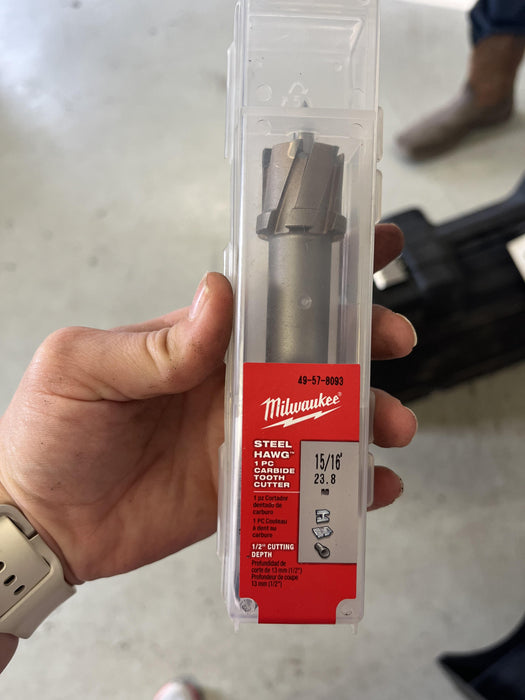 49-57-8093
Milwaukee
STEEL
HAWG™
1 PC
CARBIDE
TOOTH
CUTTER
15/16"
23.8
mm
1 pz Cortador
dentado de
carburo
1 PC Couteau
à dent au
carbure
1/2" CUTTING
DEPTH
Profundidad de
corte de 13 mm (1/2")
Profondeur de coupe
13 mm (1/2")